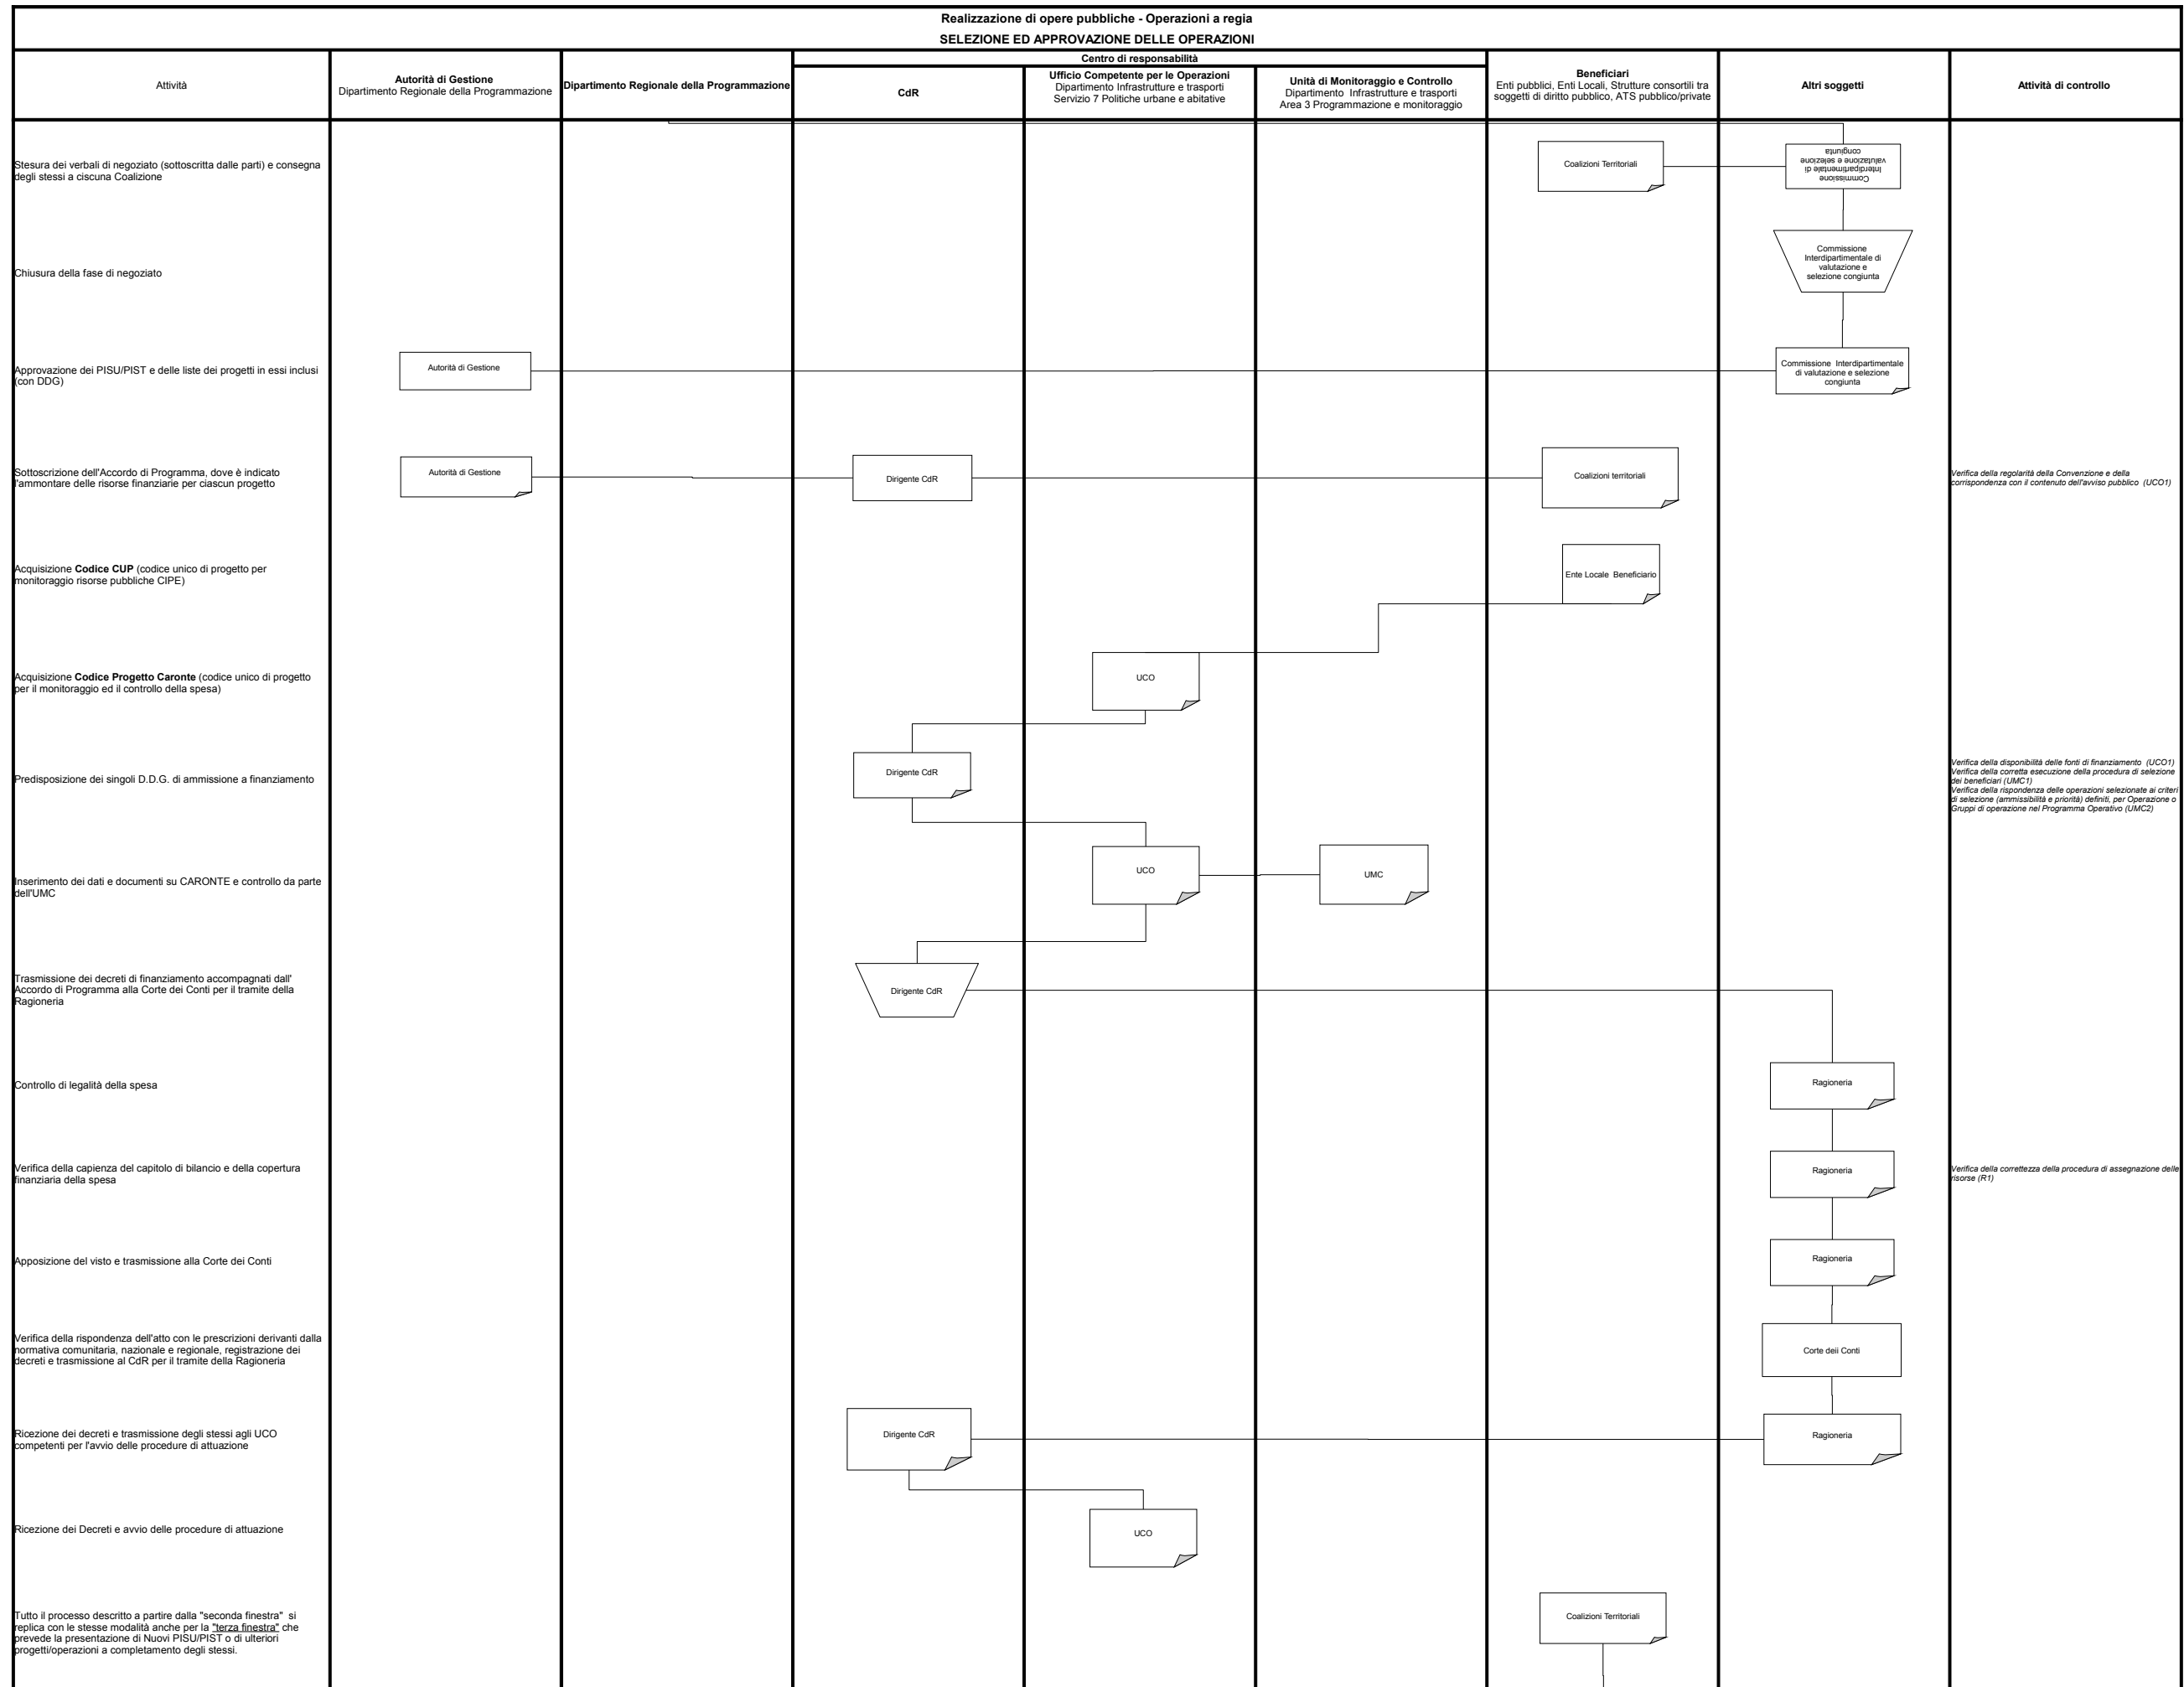 Realizzazione di opere pubbliche - Operazioni a regia
SELEZIONE ED APPROVAZIONE DELLE OPERAZIONI
Attività
Autorità di Gestione
Dipartimento Regionale della Programmazione
Dipartimento Regionale della Programmazione
Centro di responsabilità
CdR
Ufficio Competente per le Operazioni
Dipartimento Infrastrutture e trasporti
Servizio 7 Politiche urbane e abitative
Unità di Monitoraggio e Controllo
Dipartimento Infrastrutture e trasporti
Area 3 Programmazione e monitoraggio
Beneficiari
Enti pubblici, Enti Locali, Strutture consortili tra
soggetti di diritto pubblico, ATS pubblico/private
Altri soggetti
Attività di controllo
Stesura dei verbali di negoziato (sottoscritta dalle parti) e consegna
degli stessi a ciscuna Coalizione
Coalizioni Territoriali
Commissione
Interdipartimentale di
valutazione e selezione
congiunta
Chiusura della fase di negoziato
Commissione
Interdipartimentale di
valutazione e
selezione congiunta
Approvazione dei PISU/PIST e delle liste dei progetti in essi inclusi
(con DDG)
Autorità di Gestione
Commissione Interdipartimentale
di valutazione e selezione
congiunta
Sottoscrizione dell'Accordo di Programma, dove è indicato
l'ammontare delle risorse finanziarie per ciascun progetto
Autorità di Gestione
Dirigente CdR
Coalizioni territoriali
Verifica della regolarità della Convenzione e della
corrispondenza con il contenuto dell'avviso pubblico (UCO1)
Acquisizione Codice CUP (codice unico di progetto per
monitoraggio risorse pubbliche CIPE)
Ente Locale Beneficiario
Acquisizione Codice Progetto Caronte (codice unico di progetto
per il monitoraggio ed il controllo della spesa)
UCO
Predisposizione dei singoli D.D.G. di ammissione a finanziamento
Dirigente CdR
Verifica della disponibilità delle fonti di finanziamento (UCO1)
Verifica della corretta esecuzione della procedura di selezione
dei beneficiari (UMC1)
Verifica della rispondenza delle operazioni selezionate ai criteri
di selezione (ammissibilità e priorità) definiti, per Operazione o
Gruppi di operazione nel Programma Operativo (UMC2)
Inserimento dei dati e documenti su CARONTE e controllo da parte
dell'UMC
UCO
UMC
Trasmissione dei decreti di finanziamento accompagnati dall'
Accordo di Programma alla Corte dei Conti per il tramite della
Ragioneria
Dirigente CdR
Controllo di legalità della spesa
Ragioneria
Verifica della capienza del capitolo di bilancio e della copertura
finanziaria della spesa
Ragioneria
Verifica della correttezza della procedura di assegnazione delle
risorse (R1)
Apposizione del visto e trasmissione alla Corte dei Conti
Ragioneria
Verifica della rispondenza dell'atto con le prescrizioni derivanti dalla
normativa comunitaria, nazionale e regionale, registrazione dei
decreti e trasmissione al CdR per il tramite della Ragioneria
Corte deii Conti
Ricezione dei decreti e trasmissione degli stessi agli UCO
competenti per l'avvio delle procedure di attuazione
Dirigente CdR
Ragioneria
Ricezione dei Decreti e avvio delle procedure di attuazione
UCO
Tutto il processo descritto a partire dalla "seconda finestra" si
replica con le stesse modalità anche per la "terza finestra" che
prevede la presentazione di Nuovi PISU/PIST o di ulteriori
progetti/operazioni a completamento degli stessi.
Coalizioni Territoriali